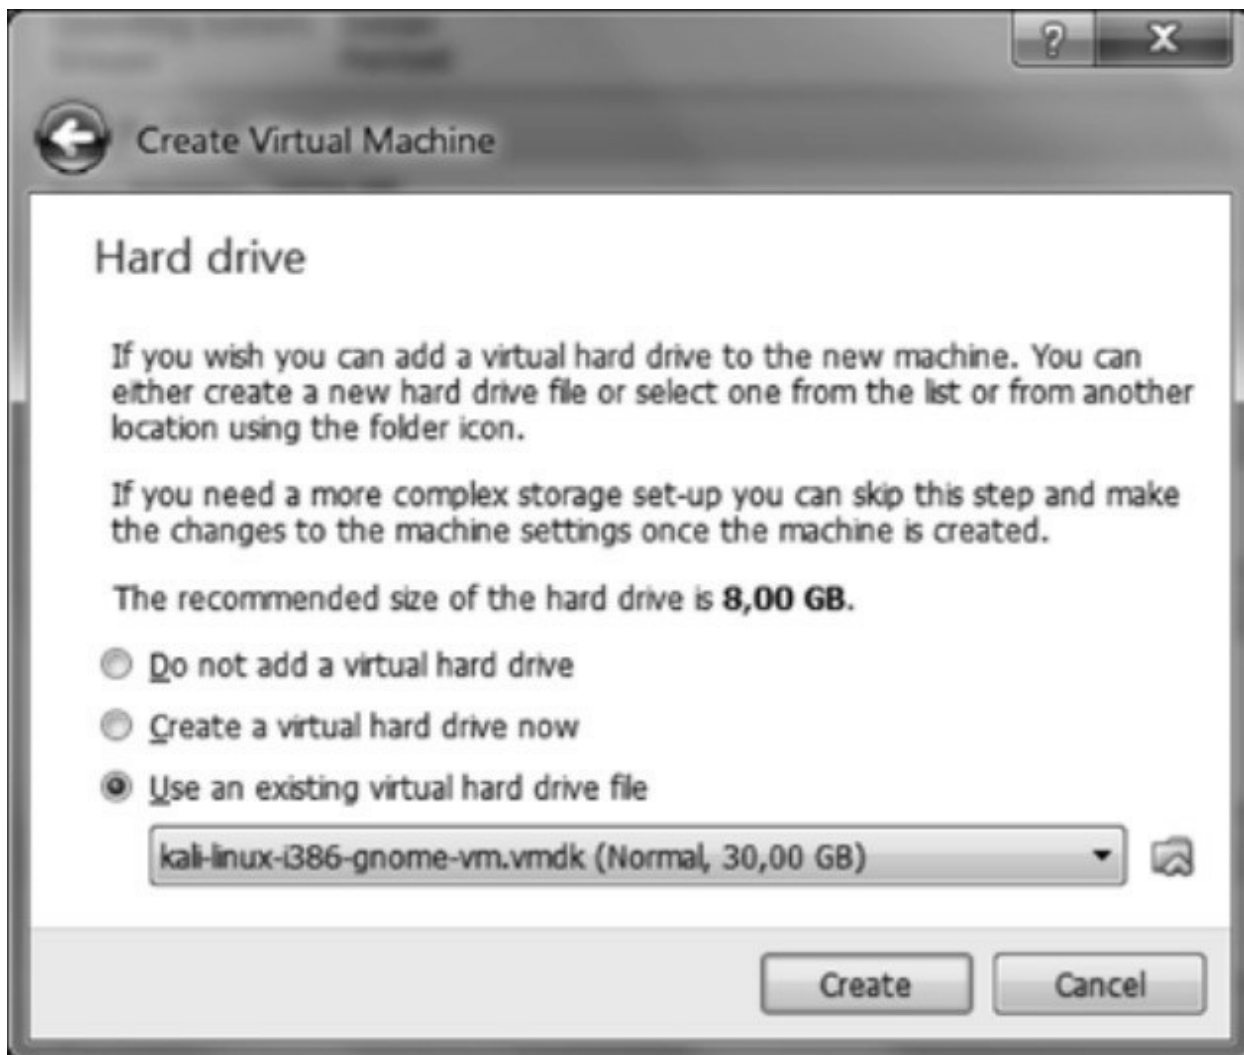 ?
X
Create Virtual Machine
Hard drive
If you wish you can add a virtual hard drive to the new machine. You can
either create a new hard drive file or select one from the list or from another
location using the folder icon.
If you need a more complex storage set-up you can skip this step and make
the changes to the machine settings once the machine is created.
The recommended size of the hard drive is 8,00 GB.
Do not add a virtual hard drive
Create a virtual hard drive now
Use an existing virtual hard drive file
kali-linux-i386-gnome-vm.vmdk (Normal, 30,00 GB)
Create
Cancel